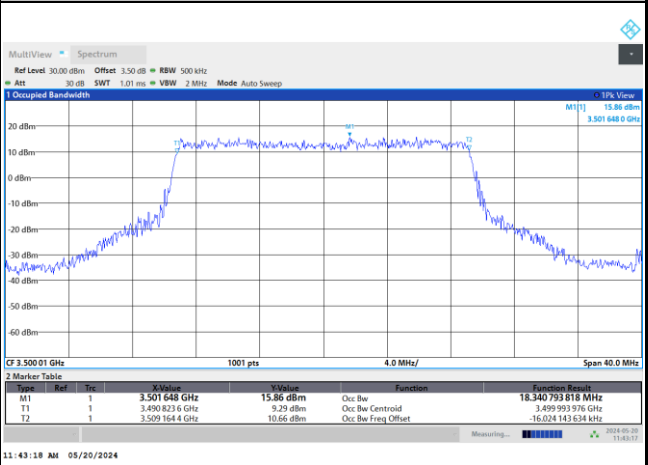 MultiView Spectrum
Ref Level 30.00 dBm Offset 3.50 dB RBW 500 kHz
Att 30 dB SWT 1.01 ms VBW 2 MHz Mode Auto Sweep
1 Occupied Bandwidth 1Pk View
M1[1] 15.86 dBm
3.501 648 0 GHz
M1
T1
T2
20 dBm
10 dBm
0 dBm
-10 dBm
-20 dBm
-30 dBm
-40 dBm
-50 dBm
-60 dBm
CF 3.500 01 GHz 1001 pts 4.0 MHz/ Span 40.0 MHz
2 Marker Table
Type Ref Trc X-Value Y-Value Function Function Result
M1 1 3.501 648 GHz 15.86 dBm Occ Bw 18.340 793 818 MHz
T1 1 3.490 823 6 GHz 9.29 dBm Occ Bw Centroid 3.499 993 976 GHz
T2 1 3.509 164 4 GHz 10.66 dBm Occ Bw Freq Offset -16.024 143 634 kHz
Measuring... 2024-05-20
11:43:17
11:43:18 AM 05/20/2024